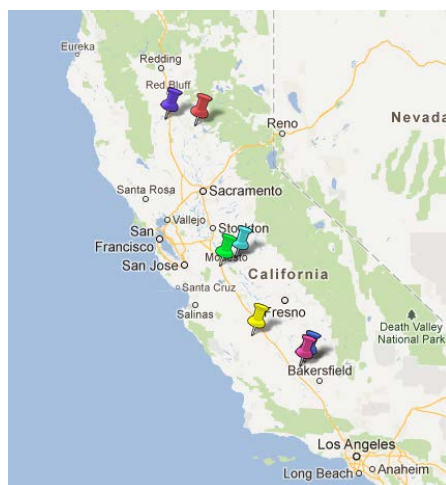 Eureka
Redding
Red Bluff
Reno
Nevada
Sacramento
Santa Rosa
Vallejo
Stockton
San
Francisco
Modesto
San Jose
California
Santa Cruz
Salinas
Fresno
Death Valley
National Park
Bakersfield
Los Angeles
Long Beach
Anaheim